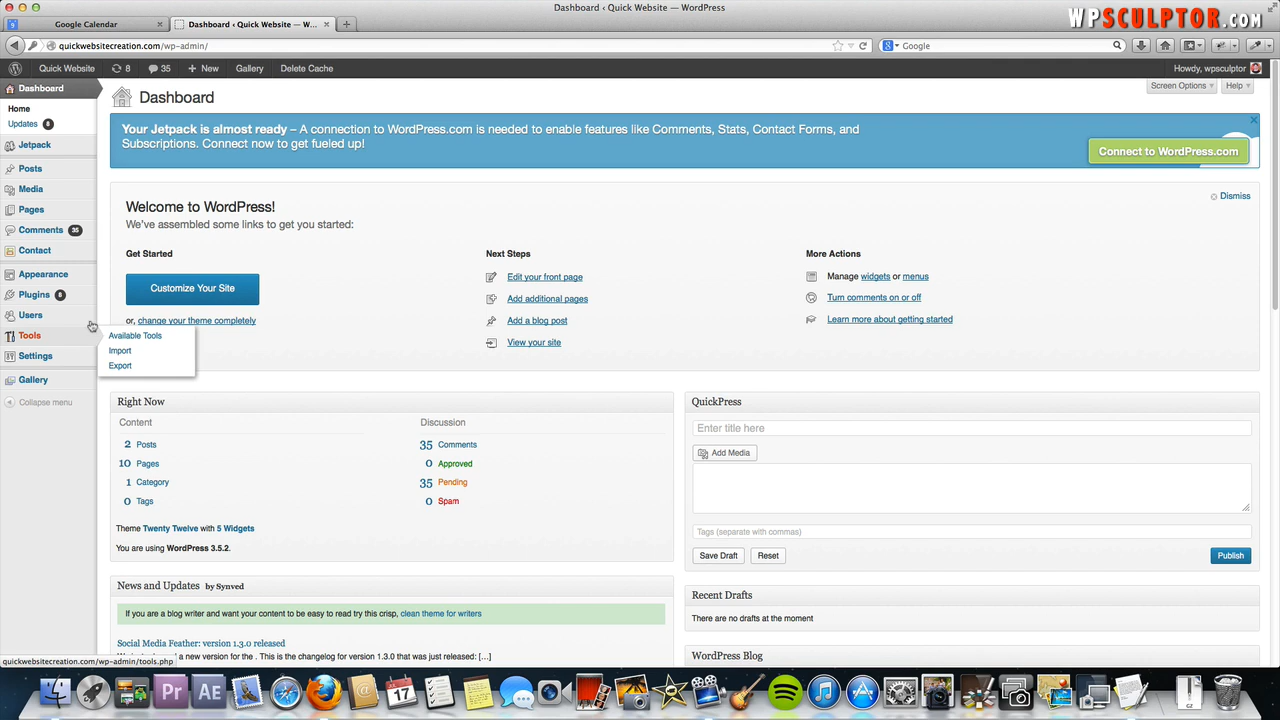 Dashboard ‹ Quick Website — WordPress
WPSCULPTOR.COM
Google Calendar
Dashboard ‹ Quick Website — W...
quickwebsitecreation.com/wp-admin/
Google
Quick Website
8
35
+ New
Gallery
Delete Cache
Howdy, wpsculptor
Dashboard
Home
Updates 8
Jetpack
Posts
Media
Pages
Comments 35
Contact
Appearance
Plugins 8
Users
Tools
Settings
Gallery
Collapse menu
Available Tools
Import
Export
Dashboard
Screen Options
Help
Your Jetpack is almost ready – A connection to WordPress.com is needed to enable features like Comments, Stats, Contact Forms, and
Subscriptions. Connect now to get fueled up!
Connect to WordPress.com
Welcome to WordPress!
We've assembled some links to get you started:
Dismiss
Get Started
Customize Your Site
or, change your theme completely
Next Steps
Edit your front page
Add additional pages
Add a blog post
View your site
More Actions
Manage widgets or menus
Turn comments on or off
Learn more about getting started
Right Now
Content
2 Posts
10 Pages
1 Category
0 Tags
Discussion
35 Comments
0 Approved
35 Pending
0 Spam
Theme Twenty Twelve with 5 Widgets
You are using WordPress 3.5.2.
QuickPress
Enter title here
Add Media
Tags (separate with commas)
Save Draft
Reset
Publish
News and Updates by Synved
If you are a blog writer and want your content to be easy to read try this crisp, clean theme for writers
Social Media Feather: version 1.3.0 released
a new version for the . This is the changelog for version 1.3.0 that was just released: [...]
Recent Drafts
There are no drafts at the moment
WordPress Blog
quickwebsitecreation.com/wp-admin/tools.php
Pr
AE
17